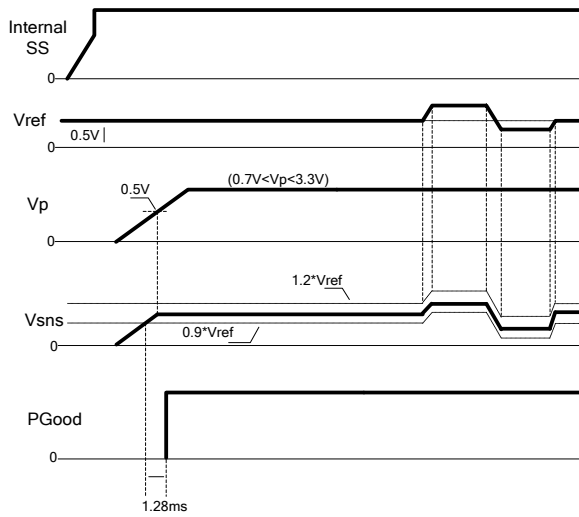 Internal
SS
0
Vref
0.5V
0
0.5V
(0.7V<Vp<3.3V)
Vp
0
1.2*Vref
Vsns
0.9*Vref
0
PGood
0
1.28ms